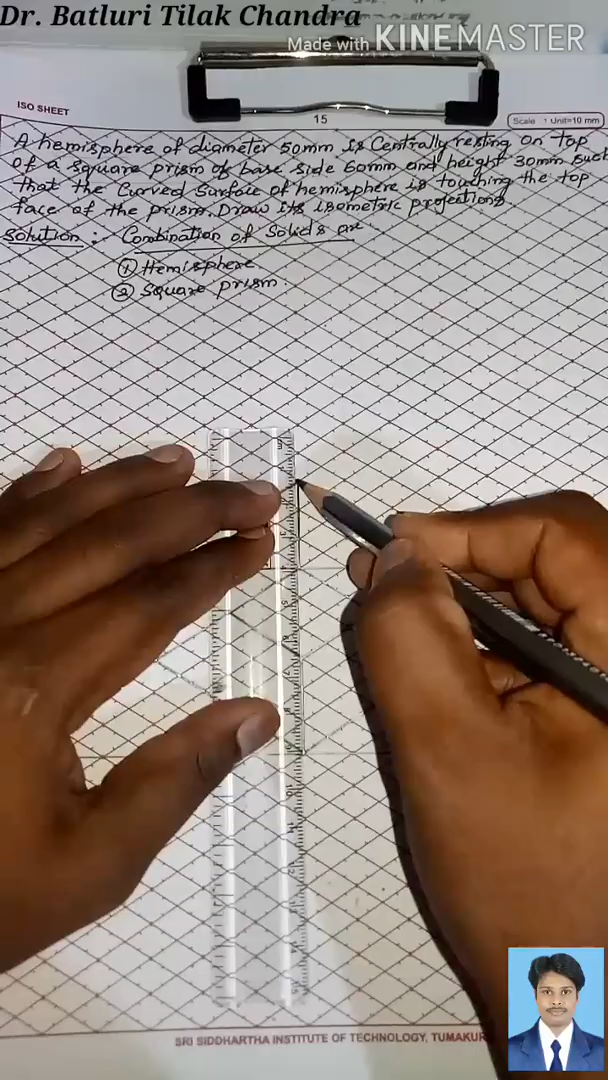 Dr. Batluri Tilak Chandra
Made with KINEMASTER
ISO SHEET
15
Scale : 1 Unit=10 mm
A hemisphere of diameter 50mm is Centrally resting on top
of a square prism of base side 60mm and height 30mm such
that the Curved Surface of hemisphere is touching the top
face of the prism. Draw its isometric projections.
Solution :- Combination of Solids are
① Hemisphere
② Square prism.
SRI SIDDHARTHA INSTITUTE OF TECHNOLOGY, TUMAKUR